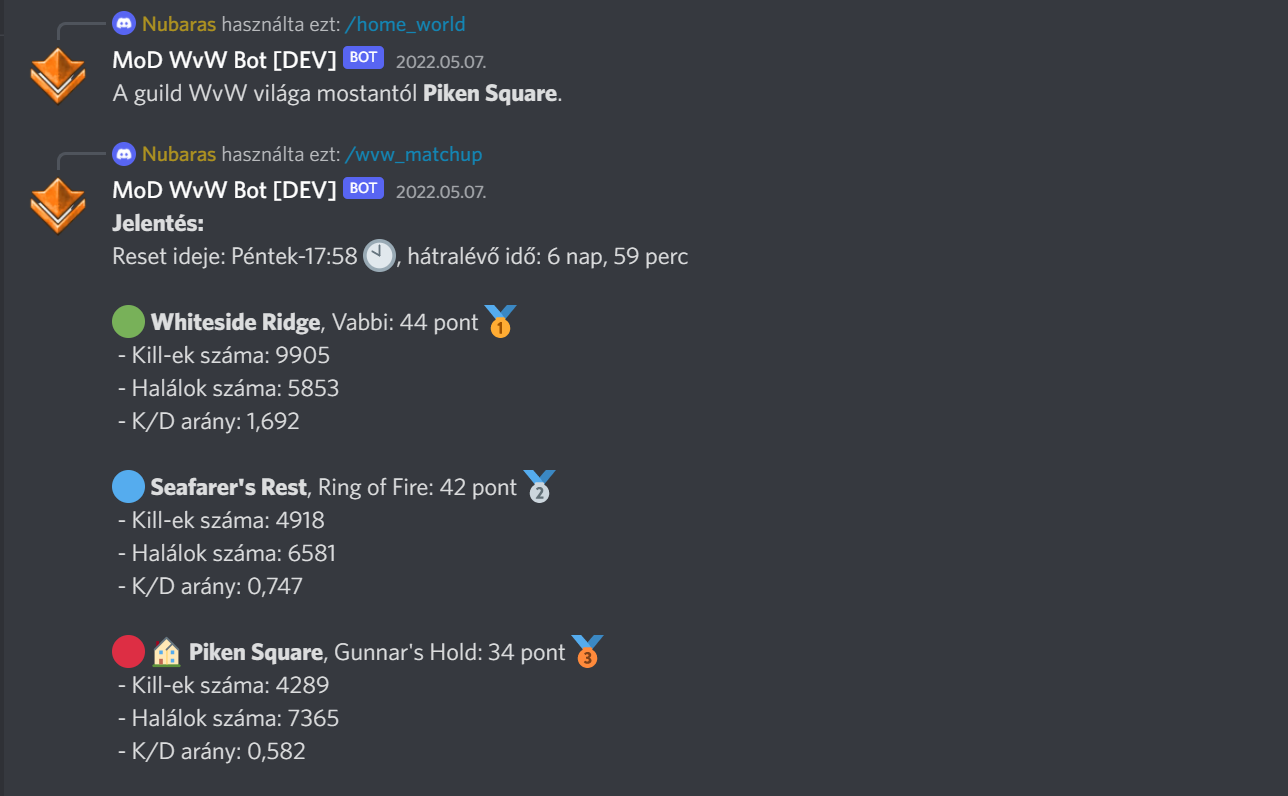 Nubaras használta ezt: /home_world
MoD WvW Bot [DEV] BOT 2022.05.07.
A guild WvW világa mostantól Piken Square.
Nubaras használta ezt: /wvw_matchup
MoD WvW Bot [DEV] BOT 2022.05.07.
Jelentés:
Reset ideje: Péntek-17:58 🕙, hátralévő idő: 6 nap, 59 perc
Whiteside Ridge, Vabbi: 44 pont 🥇
- Kill-ek száma: 9905
- Halálok száma: 5853
- K/D arány: 1,692
Seafarer's Rest, Ring of Fire: 42 pont 🥈
- Kill-ek száma: 4918
- Halálok száma: 6581
- K/D arány: 0,747
Piken Square, Gunnar's Hold: 34 pont 🥉
- Kill-ek száma: 4289
- Halálok száma: 7365
- K/D arány: 0,582